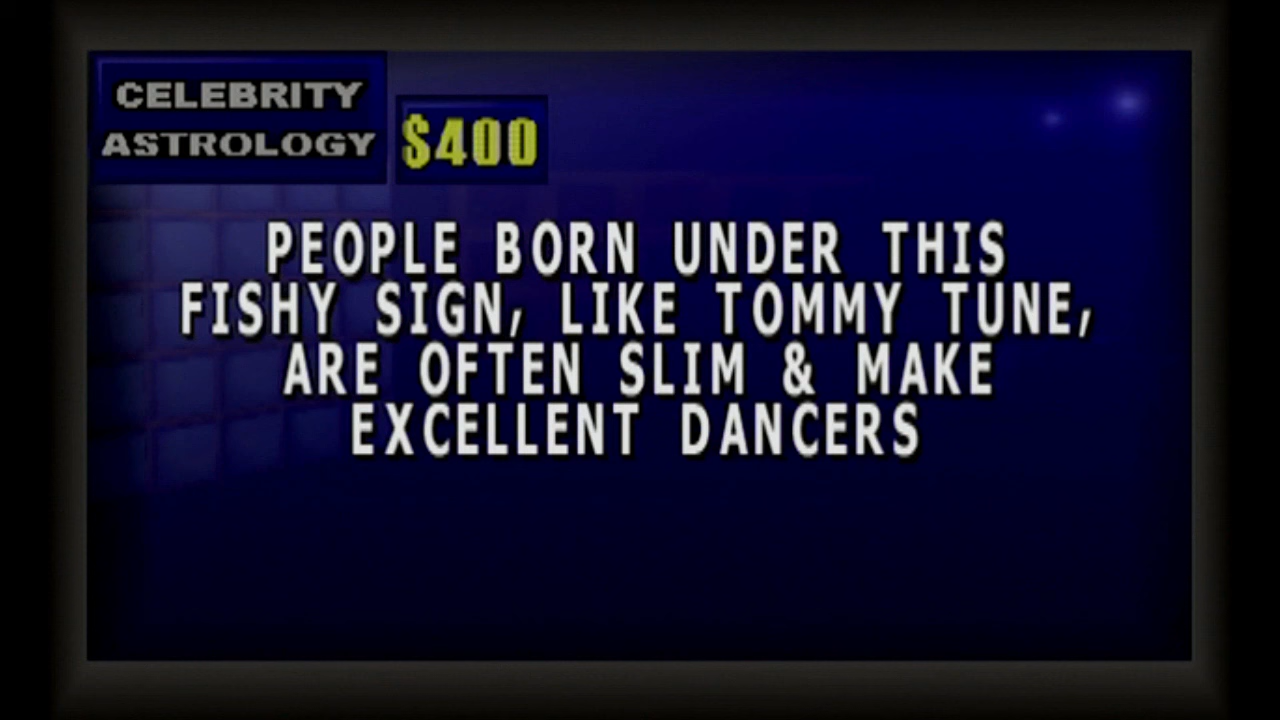 CELEBRITY
ASTROLOGY
$400
PEOPLE BORN UNDER THIS
FISHY SIGN, LIKE TOMMY TUNE,
ARE OFTEN SLIM & MAKE
EXCELLENT DANCERS